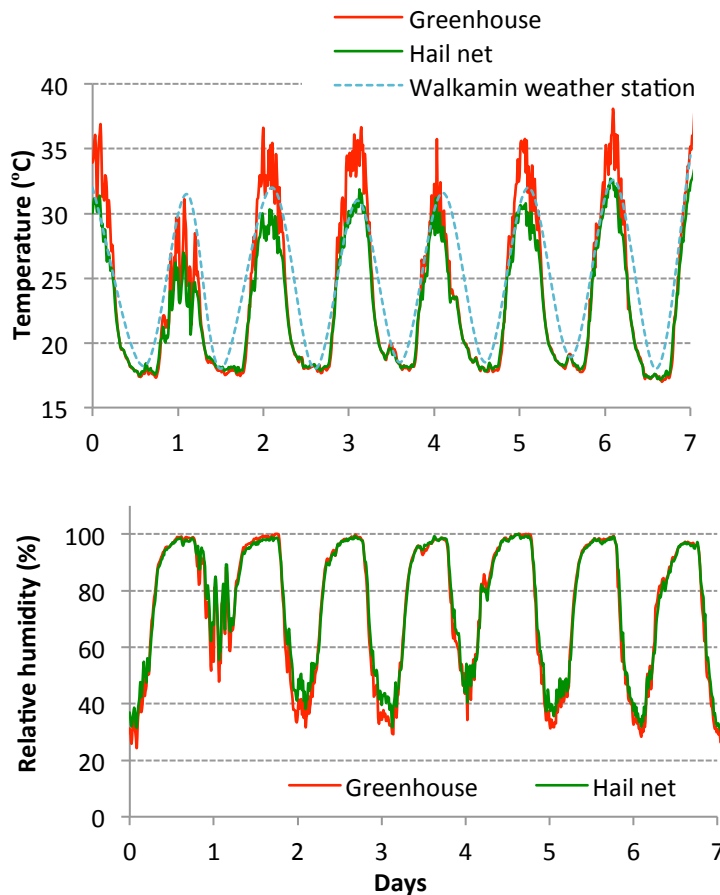 Greenhouse
Hail net
Walkamin weather station
Temperature (°C)
40
35
30
25
20
15
0 1 2 3 4 5 6 7
Relative humidity (%)
100
80
60
40
20
0
Greenhouse Hail net
0 1 2 3 4 5 6 7
Days